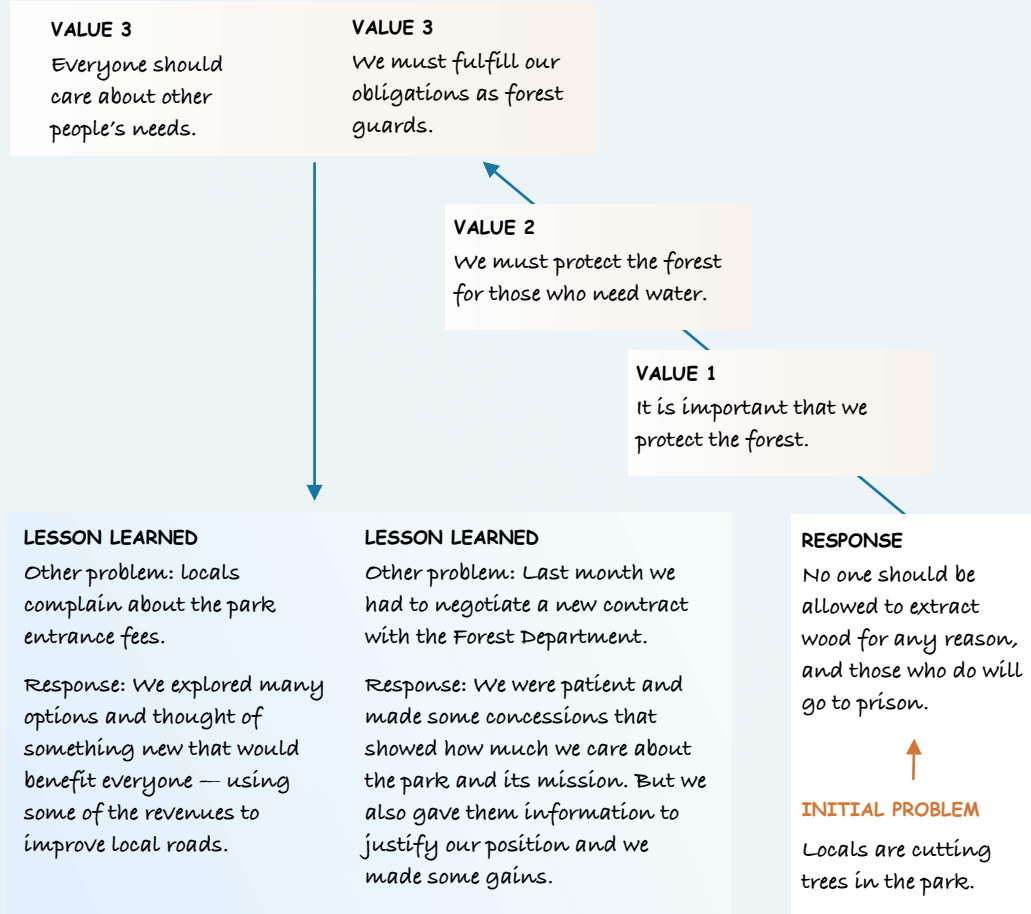 VALUE 3
Everyone should
care about other
people's needs.
VALUE 3
We must fulfill our
obligations as forest
guards.
VALUE 2
We must protect the forest
for those who need water.
VALUE 1
It is important that we
protect the forest.
LESSON LEARNED
Other problem: locals
complain about the park
entrance fees.
Response: We explored many
options and thought of
something new that would
benefit everyone — using
some of the revenues to
improve local roads.
LESSON LEARNED
Other problem: Last month we
had to negotiate a new contract
with the Forest Department.
Response: We were patient and
made some concessions that
showed how much we care about
the park and its mission. But we
also gave them information to
justify our position and we
made some gains.
RESPONSE
No one should be
allowed to extract
wood for any reason,
and those who do will
go to prison.
INITIAL PROBLEM
Locals are cutting
trees in the park.